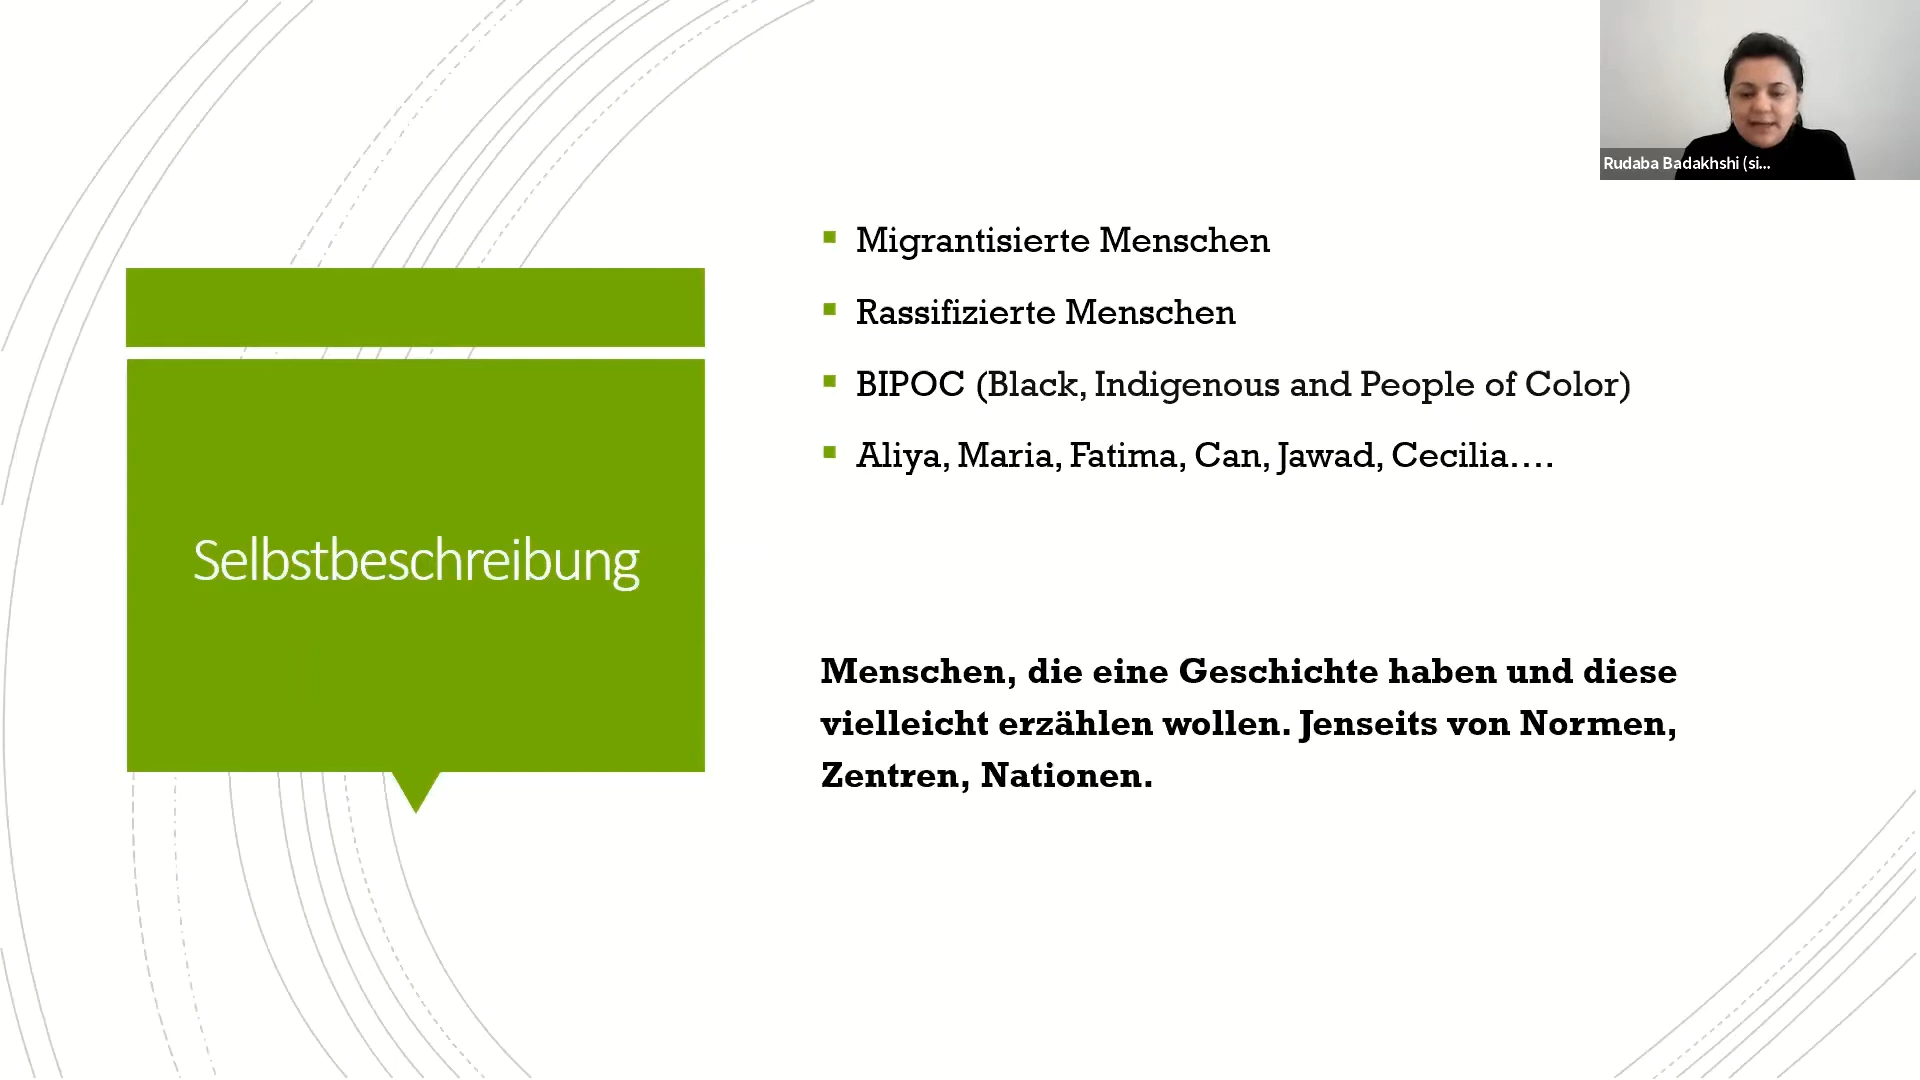 Rudaba Badakhshi (si...
Selbstbeschreibung
Migrantisierte Menschen
Rassifizierte Menschen
BIPOC (Black, Indigenous and People of Color)
Aliya, Maria, Fatima, Can, Jawad, Cecilia….
Menschen, die eine Geschichte haben und diese
vielleicht erzählen wollen. Jenseits von Normen,
Zentren, Nationen.